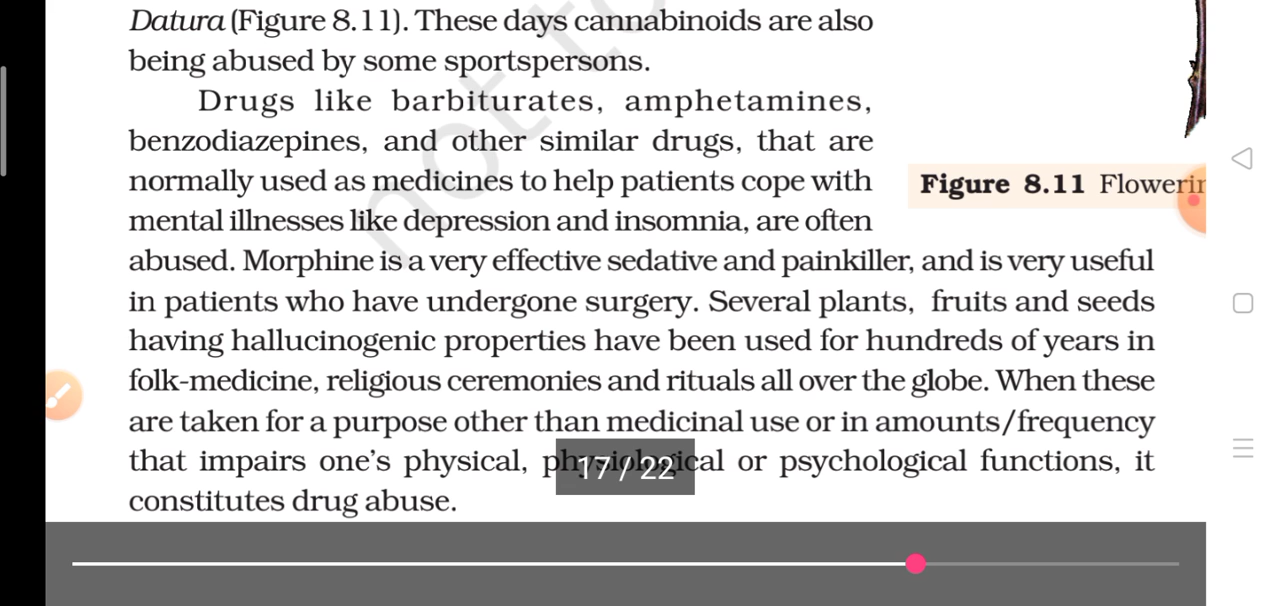 Datura (Figure 8.11). These days cannabinoids are also
being abused by some sportspersons.
Drugs like barbiturates, amphetamines,
benzodiazepines, and other similar drugs, that are
normally used as medicines to help patients cope with
mental illnesses like depression and insomnia, are often
Figure 8.11 Flowerin
abused. Morphine is a very effective sedative and painkiller, and is very useful
in patients who have undergone surgery. Several plants, fruits and seeds
having hallucinogenic properties have been used for hundreds of years in
folk-medicine, religious ceremonies and rituals all over the globe. When these
are taken for a purpose other than medicinal use or in amounts/frequency
that impairs one's physical, physiological or psychological functions, it
17 / 22
constitutes drug abuse.
not to